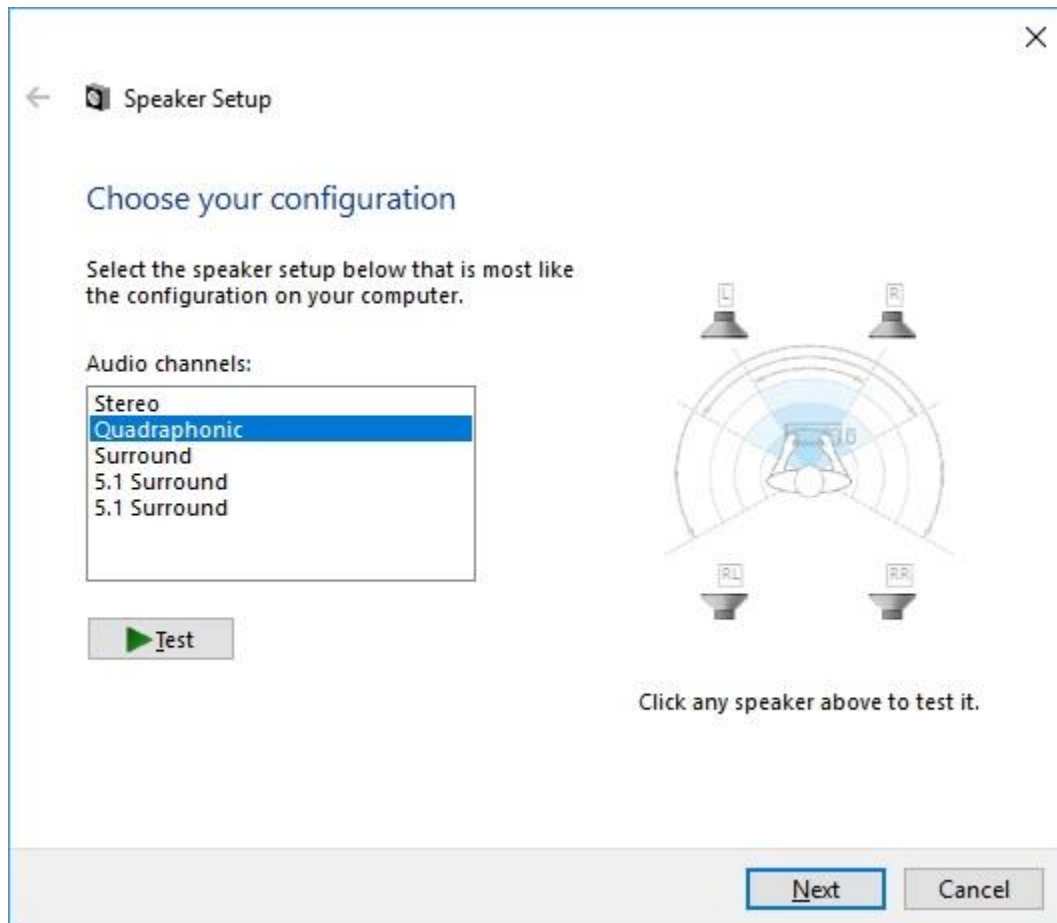 Speaker Setup
Choose your configuration
Select the speaker setup below that is most like
the configuration on your computer.
Audio channels:
Stereo
Quadraphonic
Surround
5.1 Surround
5.1 Surround
Test
L
R
RL
RR
Click any speaker above to test it.
Next
Cancel